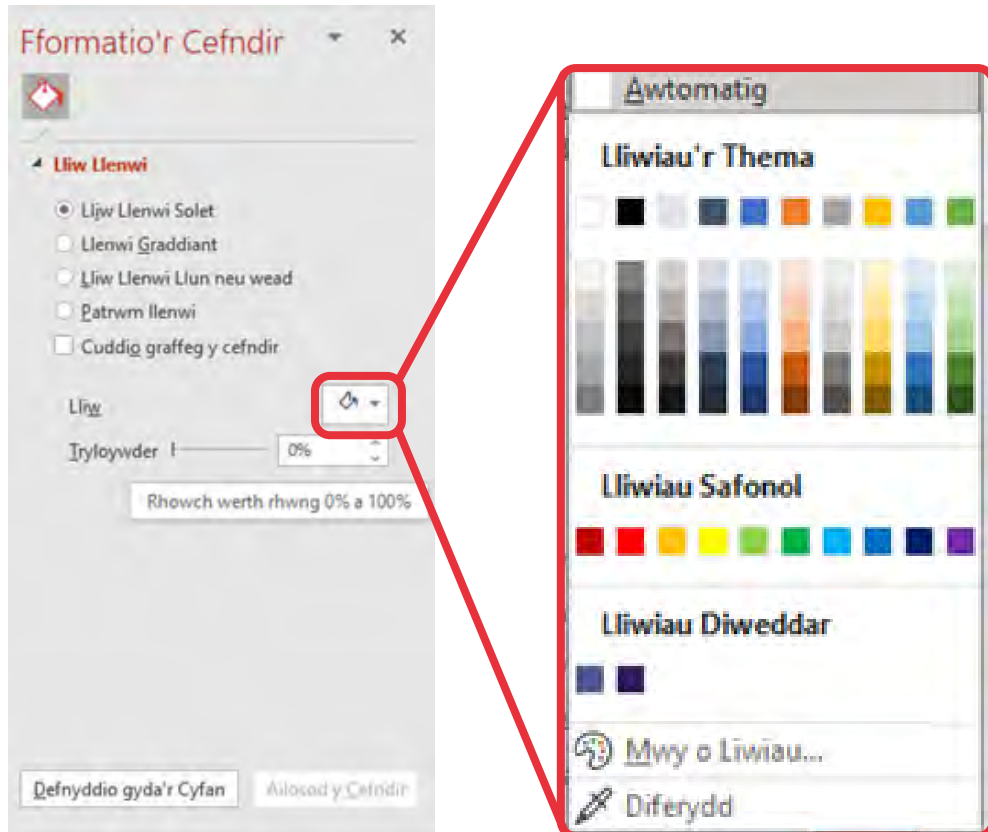 Fformatio'r Cefndir
Lliw Llenwi
Lliw Llenwi Solet
Llenwi Graddiant
Lliw Llenwi Llun neu wead
Patrwm llenwi
Cuddio graffeg y cefndir
Lliw
Tryloywder
0%
Rhowch werth rhwng 0% a 100%
Defnyddio gyda'r Cyfan
Ailosod y Cefndir
Awtomatig
Lliwiau'r Thema
Lliwiau Safonol
Lliwiau Diweddar
Mwy o Liwiau...
Diferydd